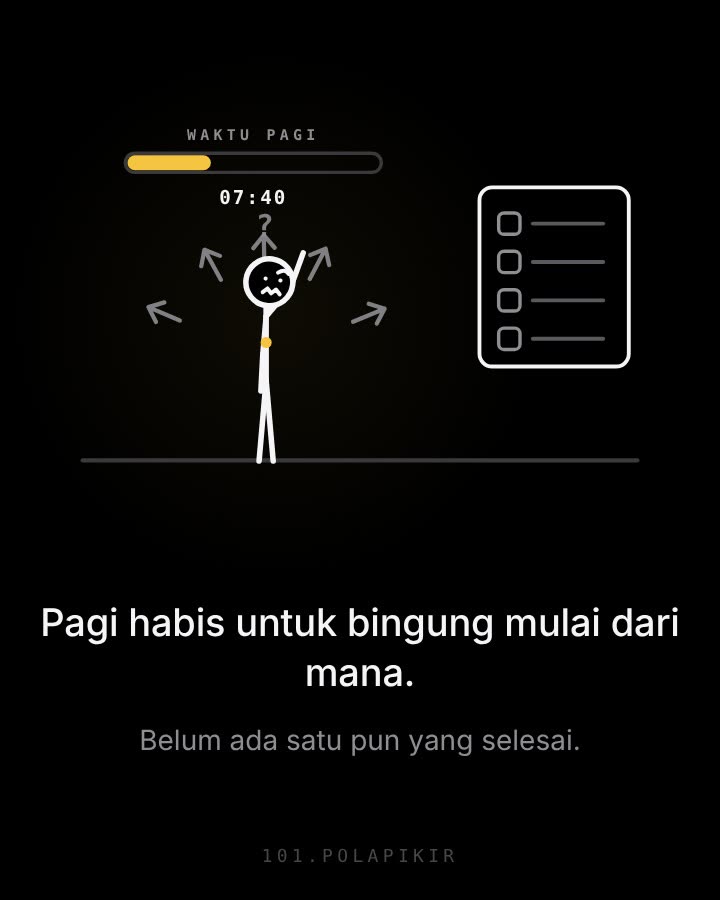 WAKTU PAGI
07:40
?
Pagi habis untuk bingung mulai dari
mana.
Belum ada satu pun yang selesai.
101.POLAPIKIR